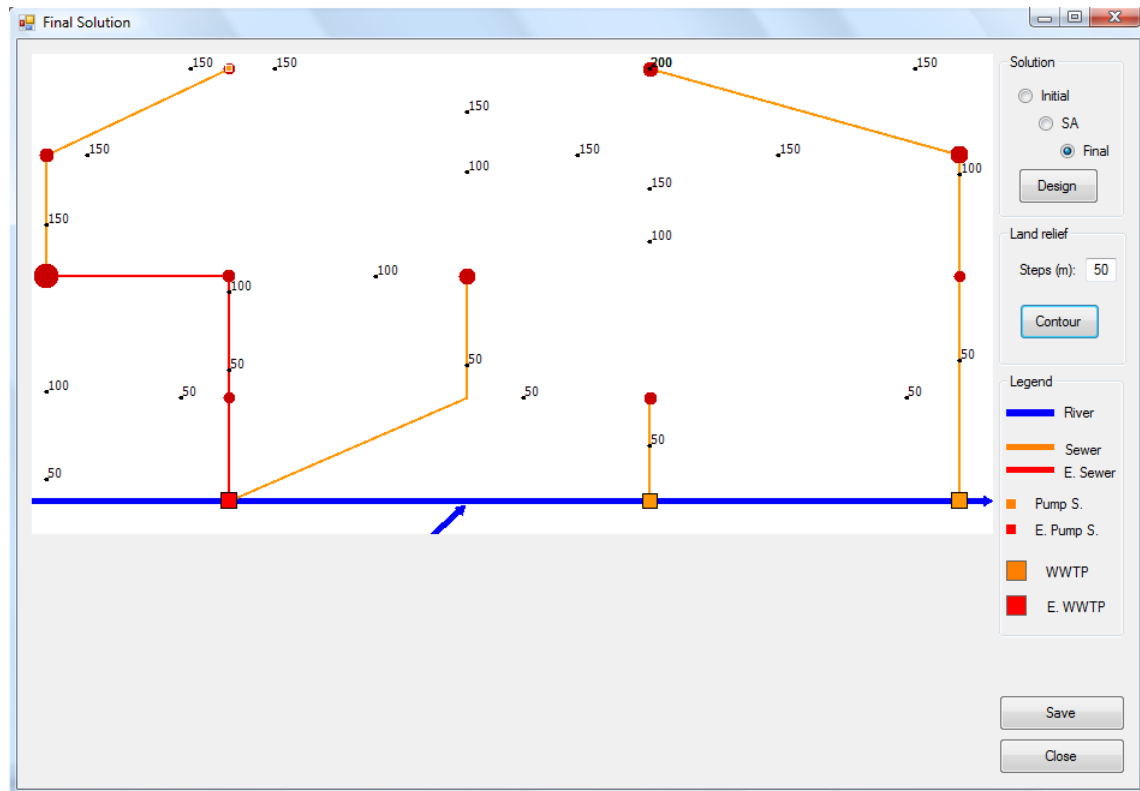 Final Solution
150
150
200
150
150
150
150
150
100
100
150
150
100
100
100
50
50
50
100
50
50
50
50
50
Solution
Initial
SA
Final
Design
Land relief
Steps (m): 50
Contour
Legend
River
Sewer
E. Sewer
Pump S.
E. Pump S.
WWTP
E. WWTP
Save
Close